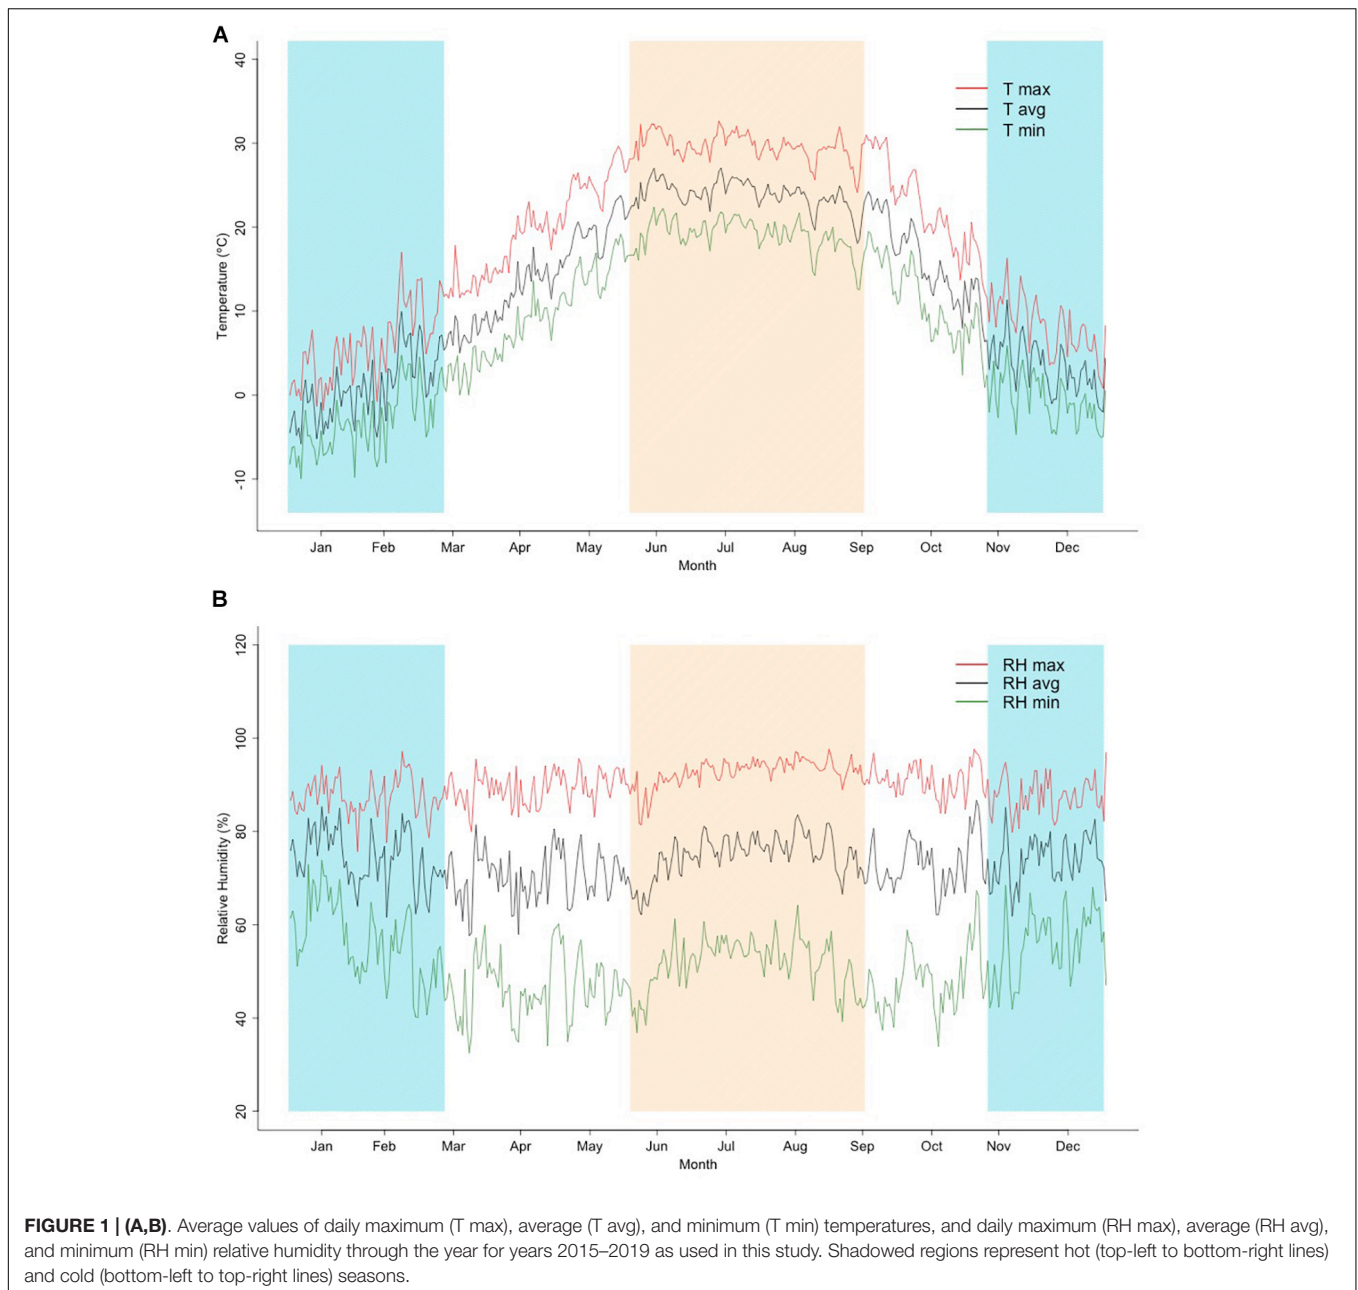 A
40
30
20
10
0
-10
Temperature (°C)
T max
T avg
T min
Jan Feb Mar Apr May Jun Jul Aug Sep Oct Nov Dec
Month
B
120
100
80
60
40
20
Relative Humidity (%)
RH max
RH avg
RH min
Jan Feb Mar Apr May Jun Jul Aug Sep Oct Nov Dec
Month
FIGURE 1 | (A,B). Average values of daily maximum (T max), average (T avg), and minimum (T min) temperatures, and daily maximum (RH max), average (RH avg),
and minimum (RH min) relative humidity through the year for years 2015–2019 as used in this study. Shadowed regions represent hot (top-left to bottom-right lines)
and cold (bottom-left to top-right lines) seasons.